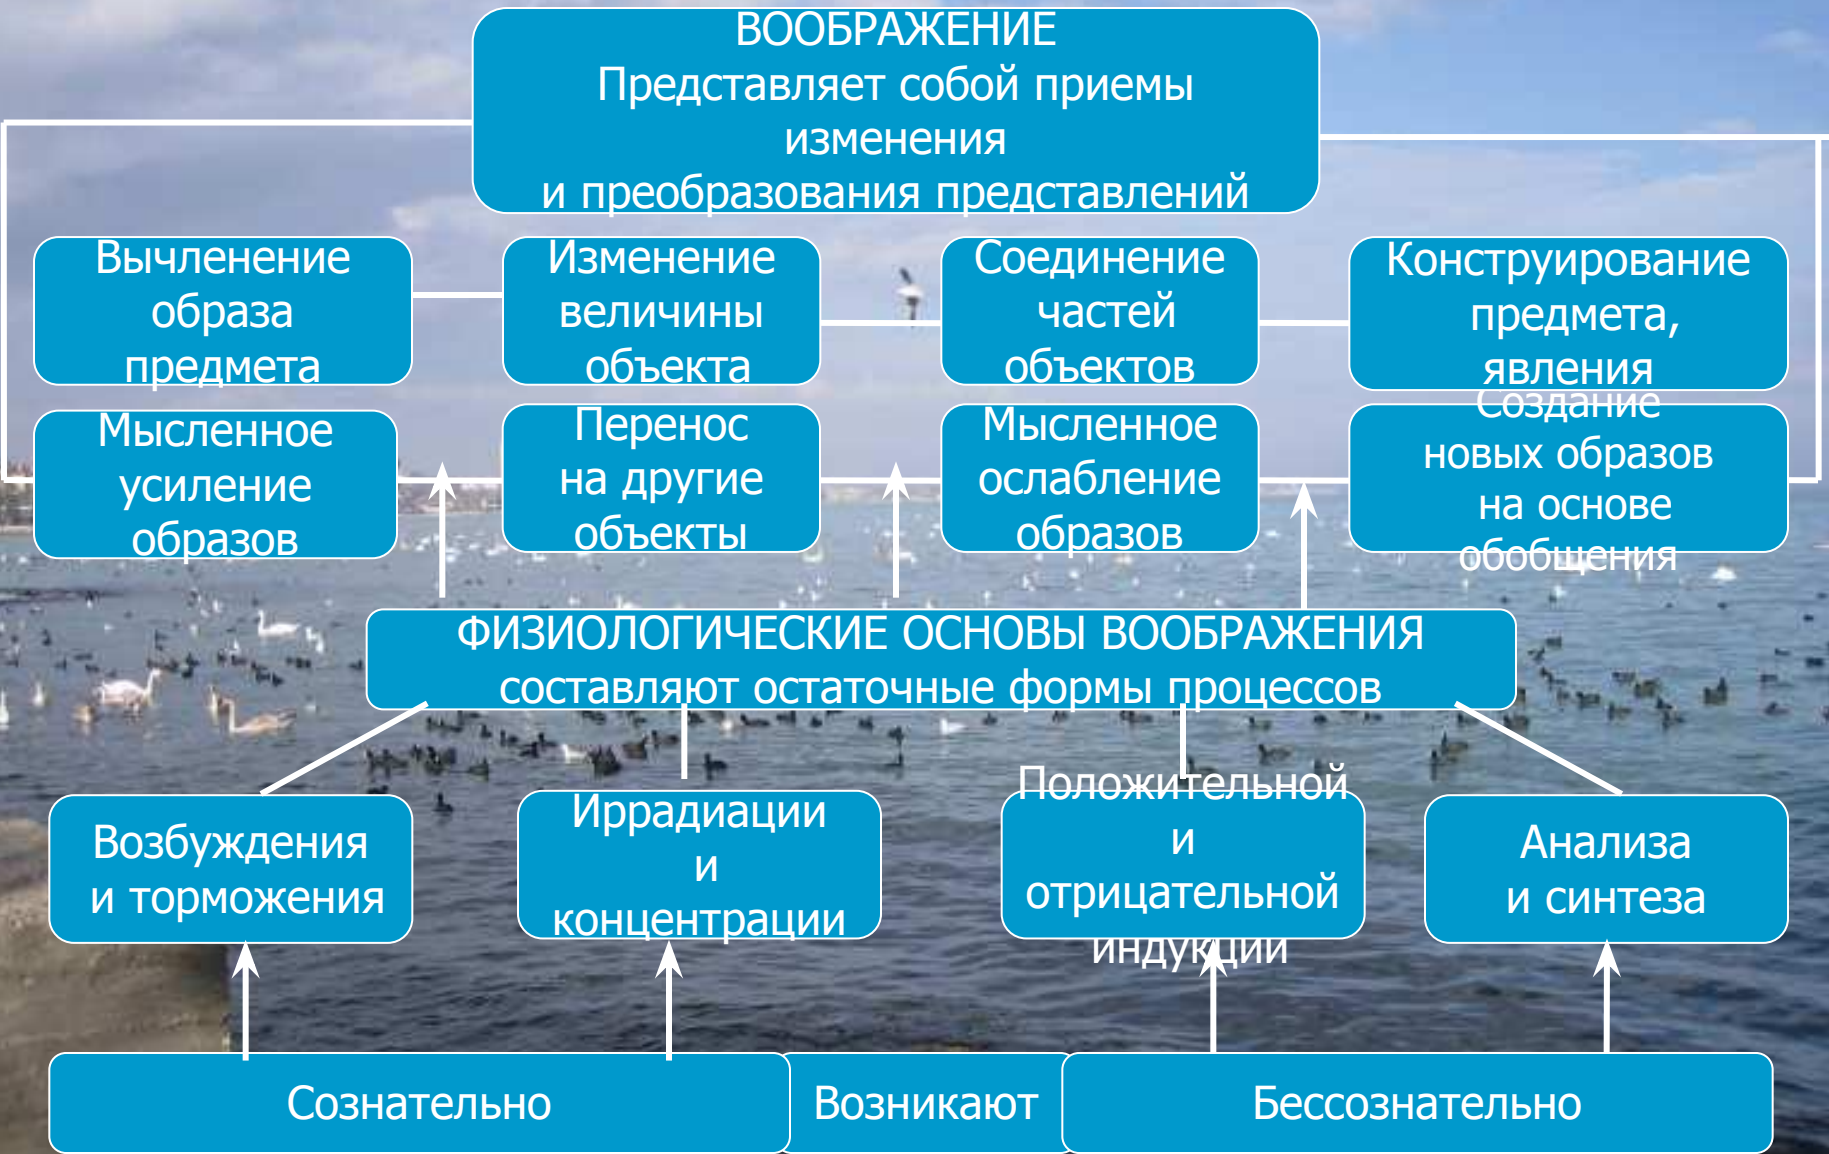 ВООБРАЖЕНИЕ
Представляет собой приемы
изменения
и преобразования представлений
Вычленение
образа
предмета
Изменение
величины
объекта
Соединение
частей
объектов
Конструирование
предмета,
явления
Мысленное
усиление
образов
Перенос
на другие
объекты
Мысленное
ослабление
образов
Создание
новых образов
на основе
обобщения
ФИЗИОЛОГИЧЕСКИЕ ОСНОВЫ ВООБРАЖЕНИЯ
составляют остаточные формы процессов
Возбуждения
и торможения
Иррадиации
и
концентрации
Положительной
и
отрицательной
индукции
Анализа
и синтеза
Сознательно
Возникают
Бессознательно